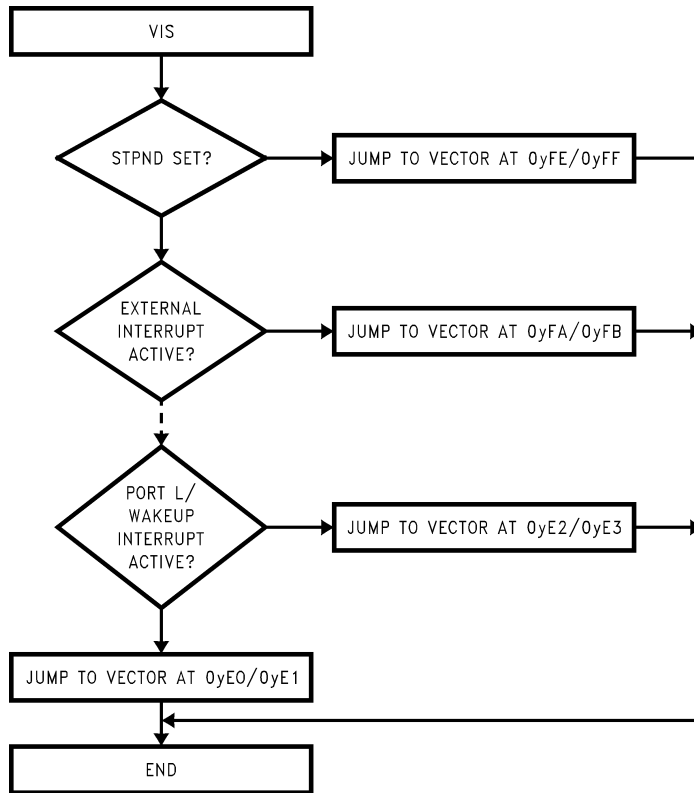 VIS
STPND SET?
JUMP TO VECTOR AT 0yFE/0yFF
EXTERNAL
INTERRUPT
ACTIVE?
JUMP TO VECTOR AT 0yFA/0yFB
PORT L/
WAKEUP
INTERRUPT
ACTIVE?
JUMP TO VECTOR AT 0yE2/0yE3
JUMP TO VECTOR AT 0yE0/0yE1
END